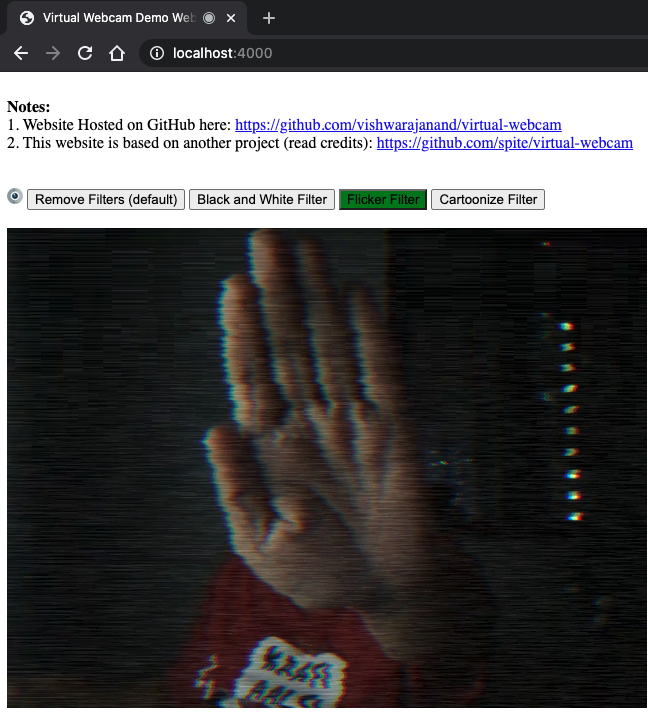 Virtual Webcam Demo Web
localhost:4000
Notes:
1. Website Hosted on GitHub here: https://github.com/vishwarajanand/virtual-webcam
2. This website is based on another project (read credits): https://github.com/spite/virtual-webcam
Remove Filters (default) Black and White Filter Flicker Filter Cartoonize Filter